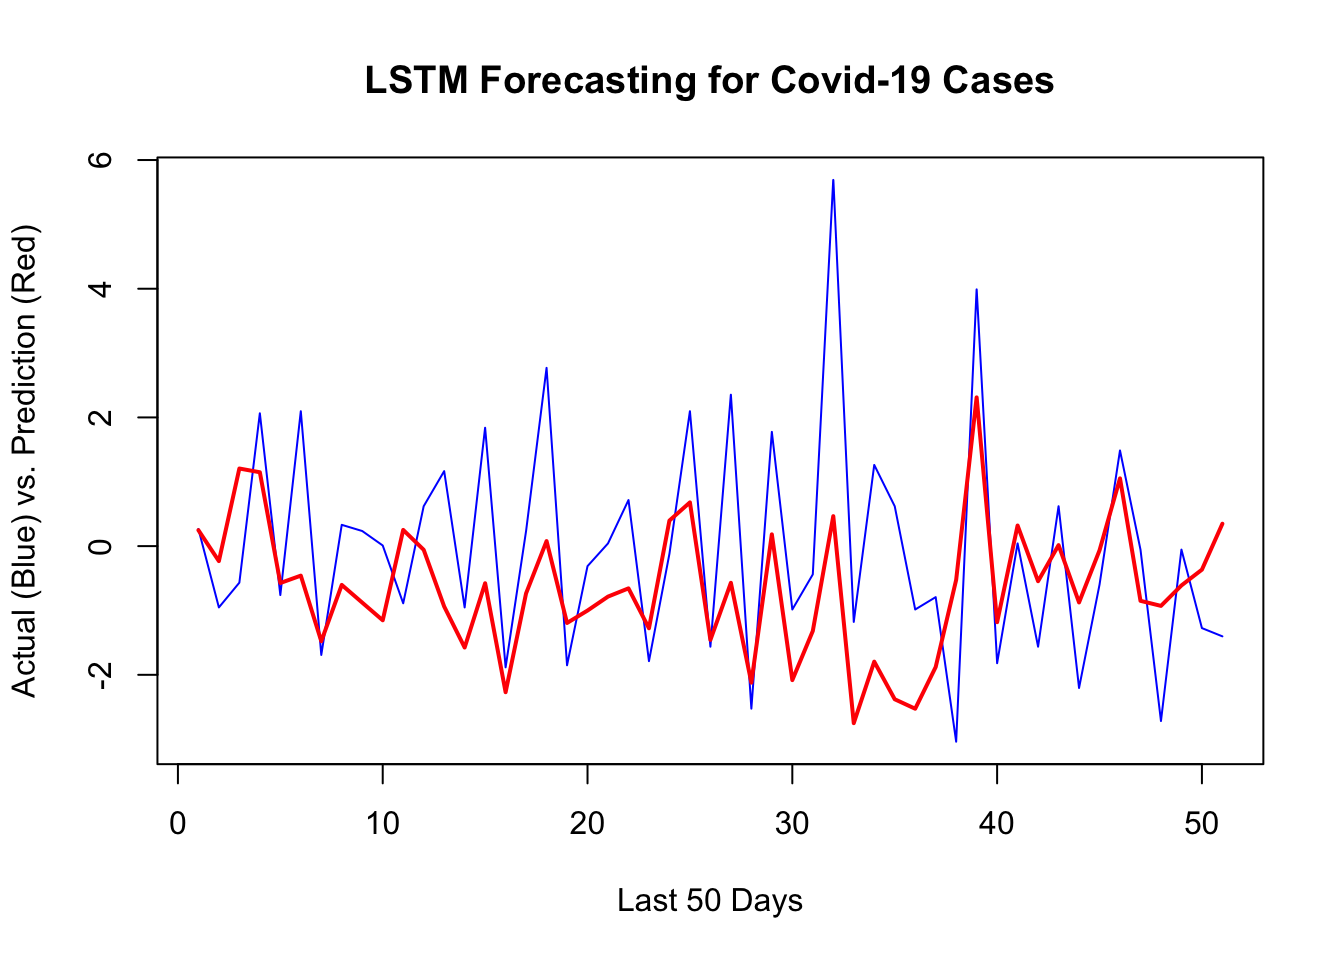 LSTM Forecasting for Covid-19 Cases
Actual (Blue) vs. Prediction (Red)
6
4
2
0
-2
0 10 20 30 40 50
Last 50 Days